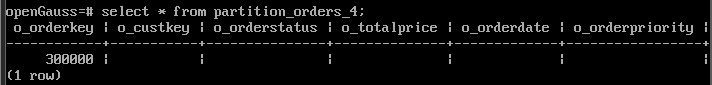 openGauss=# select * from partition_orders_4;
 o_orderkey ¦ o_custkey ¦ o_orderstatus ¦ o_totalprice ¦ o_orderdate ¦ o_orderpriority ¦
------------+-----------+---------------+--------------+-------------+-----------------+
     300000 ¦           ¦               ¦              ¦             ¦                 ¦
(1 row)